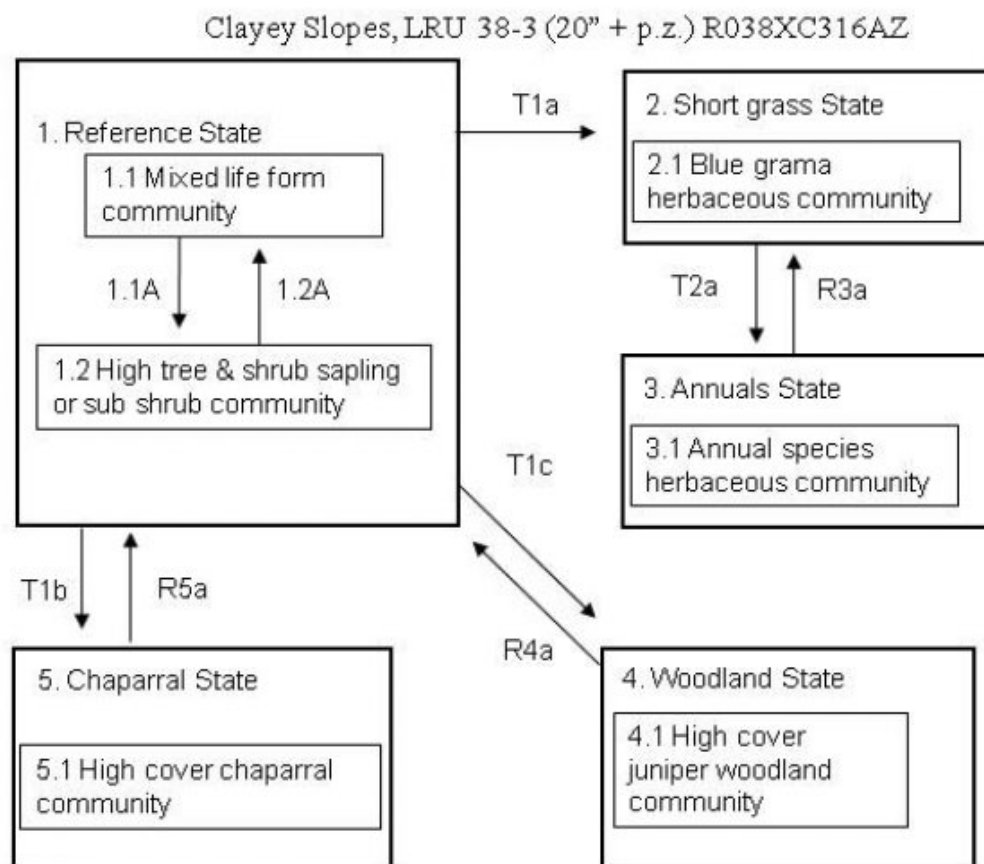 Clayey Slopes, LRU 38-3 (20” + p.z.) R038XC316AZ
1. Reference State
1.1 Mixed life form
community
1.1A
1.2A
1.2 High tree & shrub sapling
or sub shrub community
T1a
2. Short grass State
2.1 Blue grama
herbaceous community
T2a
R3a
3. Annuals State
3.1 Annual species
herbaceous community
T1c
R4a
T1b
R5a
5. Chaparral State
5.1 High cover chaparral
community
4. Woodland State
4.1 High cover
juniper woodland
community